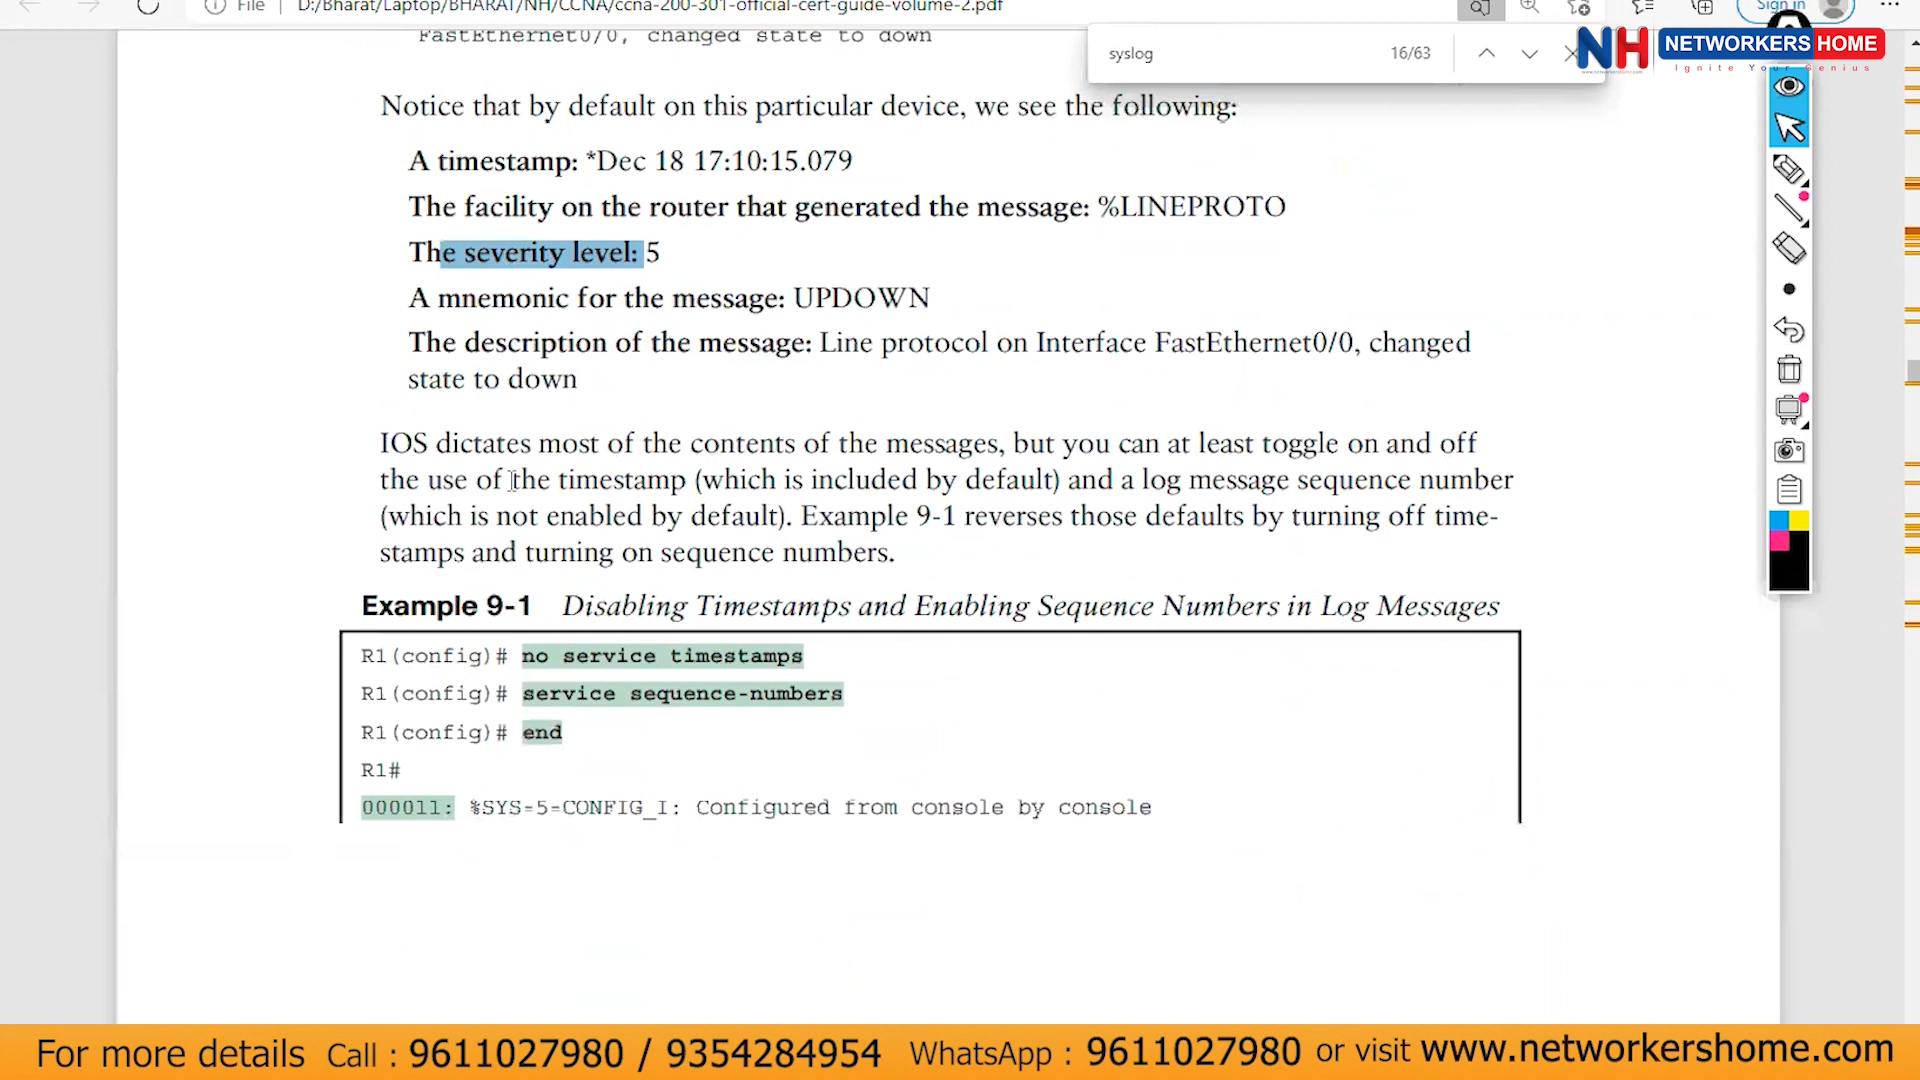 File
D:/Bharat/Laptop/BHARAT/NH/CCNA/ccna-200-301-official-cert-guide-volume-2.pdf
Sign in
FastEthernet0/0, changed state to down
syslog
16/63
NH
NETWORKERS HOME
Ignite Your Genius
Notice that by default on this particular device, we see the following:
A timestamp: *Dec 18 17:10:15.079
The facility on the router that generated the message: %LINEPROTO
The severity level: 5
A mnemonic for the message: UPDOWN
The description of the message: Line protocol on Interface FastEthernet0/0, changed
state to down
IOS dictates most of the contents of the messages, but you can at least toggle on and off
the use of the timestamp (which is included by default) and a log message sequence number
(which is not enabled by default). Example 9-1 reverses those defaults by turning off time-
stamps and turning on sequence numbers.
Example 9-1 Disabling Timestamps and Enabling Sequence Numbers in Log Messages
R1(config)# no service timestamps
R1(config)# service sequence-numbers
R1(config)# end
R1#
000011: %SYS-5-CONFIG_I: Configured from console by console
For more details Call : 9611027980 / 9354284954 WhatsApp : 9611027980 or visit www.networkershome.com